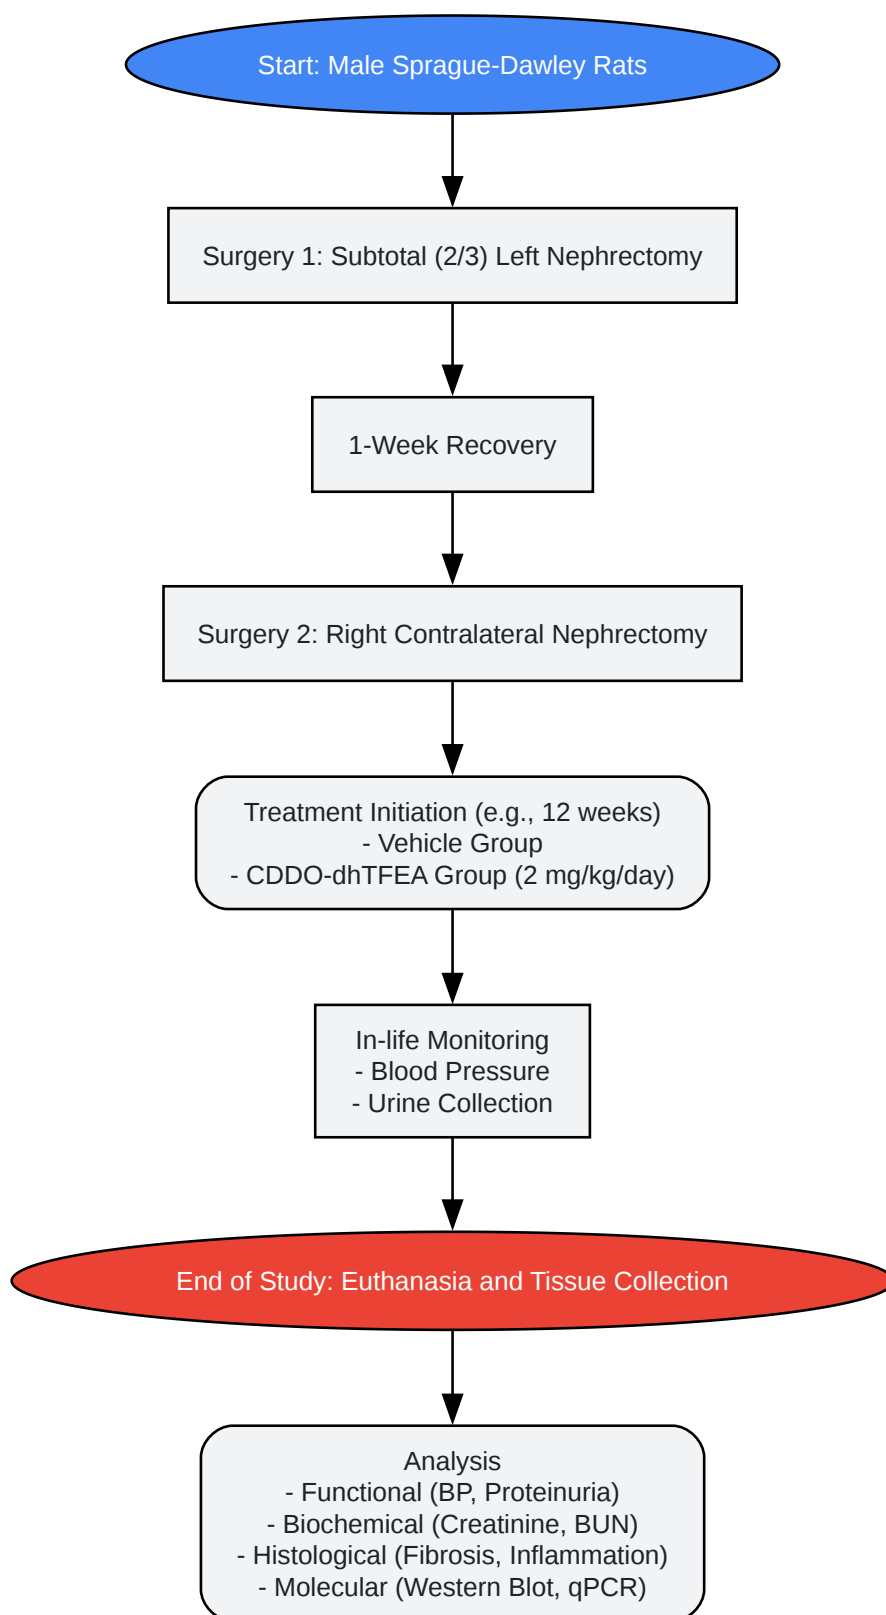 Start: Male Sprague-Dawley Rats
Surgery 1: Subtotal (2/3) Left Nephrectomy
1-Week Recovery
Surgery 2: Right Contralateral Nephrectomy
Treatment Initiation (e.g., 12 weeks)
- Vehicle Group
- CDDO-dhTFEA Group (2 mg/kg/day)
In-life Monitoring
- Blood Pressure
- Urine Collection
End of Study: Euthanasia and Tissue Collection
Analysis
- Functional (BP, Proteinuria)
- Biochemical (Creatinine, BUN)
- Histological (Fibrosis, Inflammation)
- Molecular (Western Blot, qPCR)